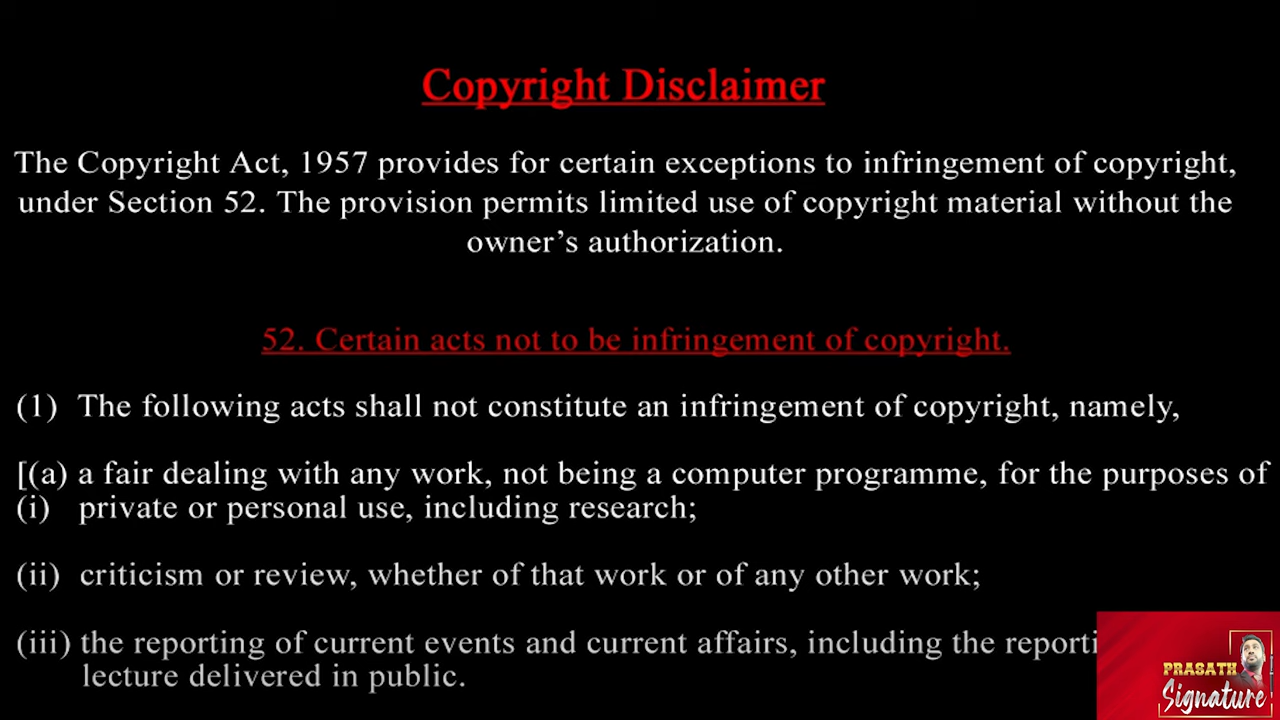 Copyright Disclaimer
The Copyright Act, 1957 provides for certain exceptions to infringement of copyright,
under Section 52. The provision permits limited use of copyright material without the
owner’s authorization.
52. Certain acts not to be infringement of copyright.
(1) The following acts shall not constitute an infringement of copyright, namely,
[(a) a fair dealing with any work, not being a computer programme, for the purposes of
(i) private or personal use, including research;
(ii) criticism or review, whether of that work or of any other work;
(iii) the reporting of current events and current affairs, including the
lecture delivered in public.
PRASATH
Signature